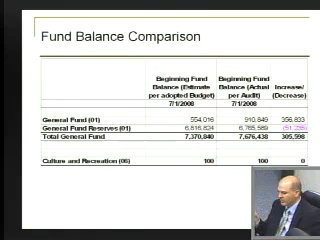 Fund Balance Comparison
Beginning Fund Balance (Estimate per adopted Budget) Beginning Fund Balance (Actual per Audit) Increase/ (Decrease)
7/1/2008 7/1/2008
General Fund (01) 554,016 910,849 356,833
General Fund Reserves (01) 6,816,824 6,765,589 (51,235)
Total General Fund 7,370,840 7,676,438 305,598
Culture and Recreation (06) 100 100 0